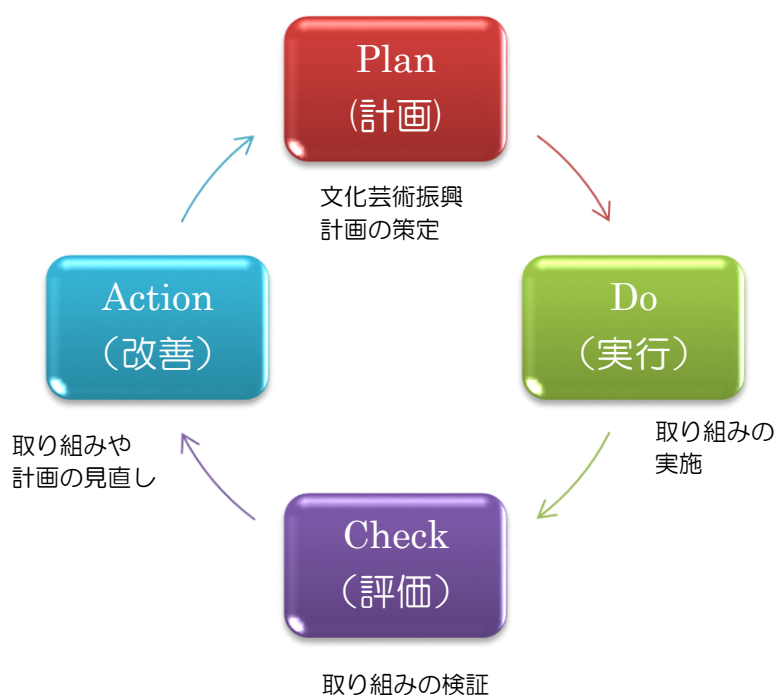 Plan
(計画)
文化芸術振興
計画の策定
Do
（実行）
取り組みの
実施
Check
（評価）
取り組みの検証
Action
（改善）
取り組みや
計画の見直し